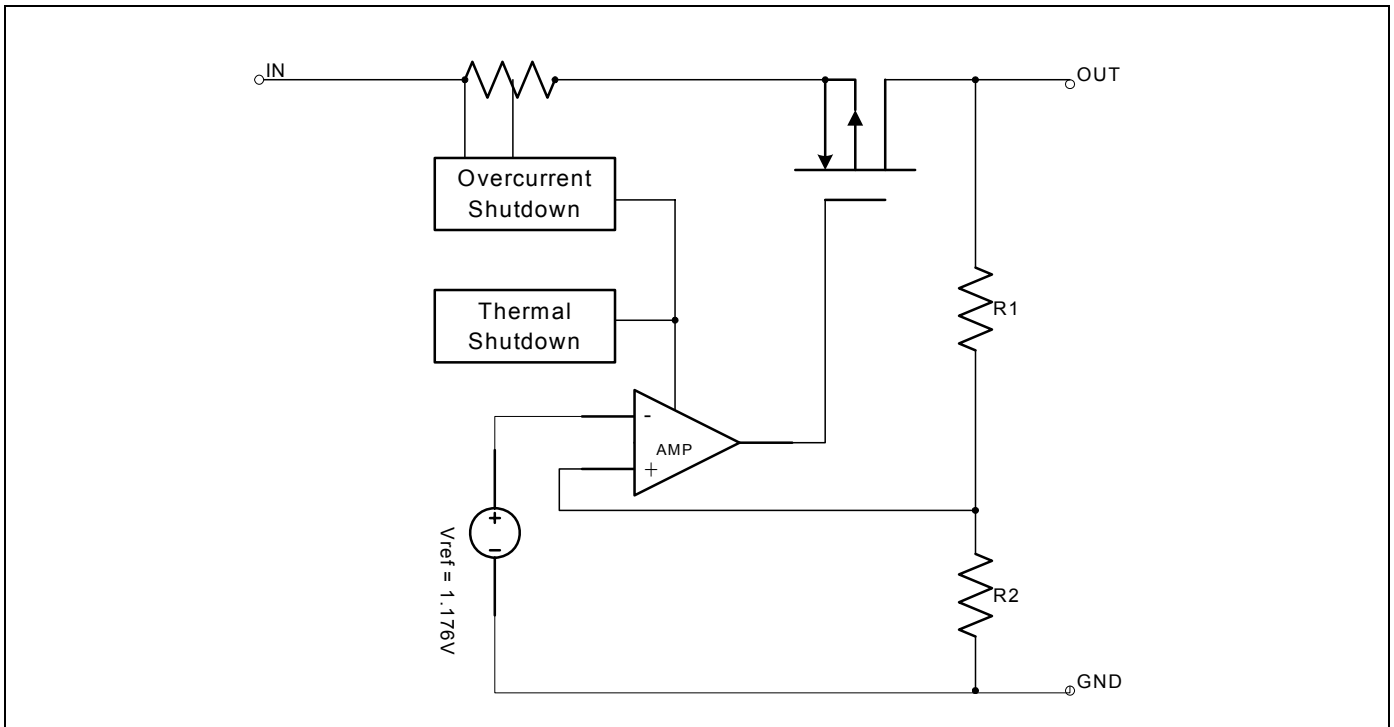 IN
OUT
Overcurrent
Shutdown
R1
Thermal
Shutdown
-
AMP
+
+
-
Vref = 1.176V
R2
GND